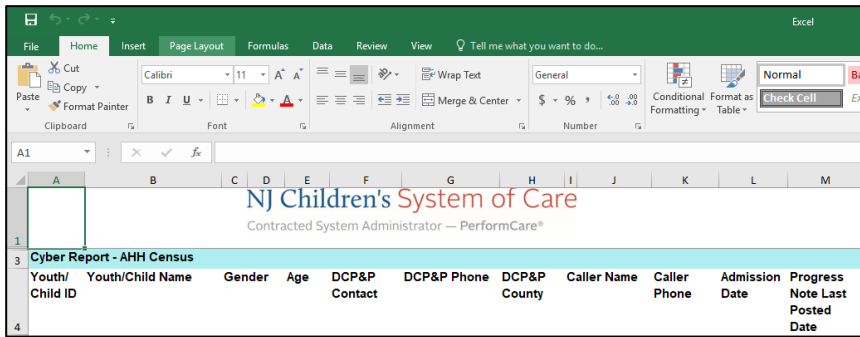 Excel
File Home Insert Page Layout Formulas Data Review View Tell me what you want to do...
Cut
Copy
Format Painter
Paste
Clipboard
Calibri 11 A A
B I U A
Font
Wrap Text
Merge & Center
Alignment
General
$ % , .00
Number
Conditional Formatting
Format as Table
Normal
Check Cell
A1 fx
A B C D E F G H I J K L M
1
NJ Children's System of Care
Contracted System Administrator — PerformCare®
3 Cyber Report - AHH Census
4
Youth/ Child ID
Youth/Child Name
Gender
Age
DCP&P Contact
DCP&P Phone
DCP&P County
Caller Name
Caller Phone
Admission Date
Progress Note Last Posted Date